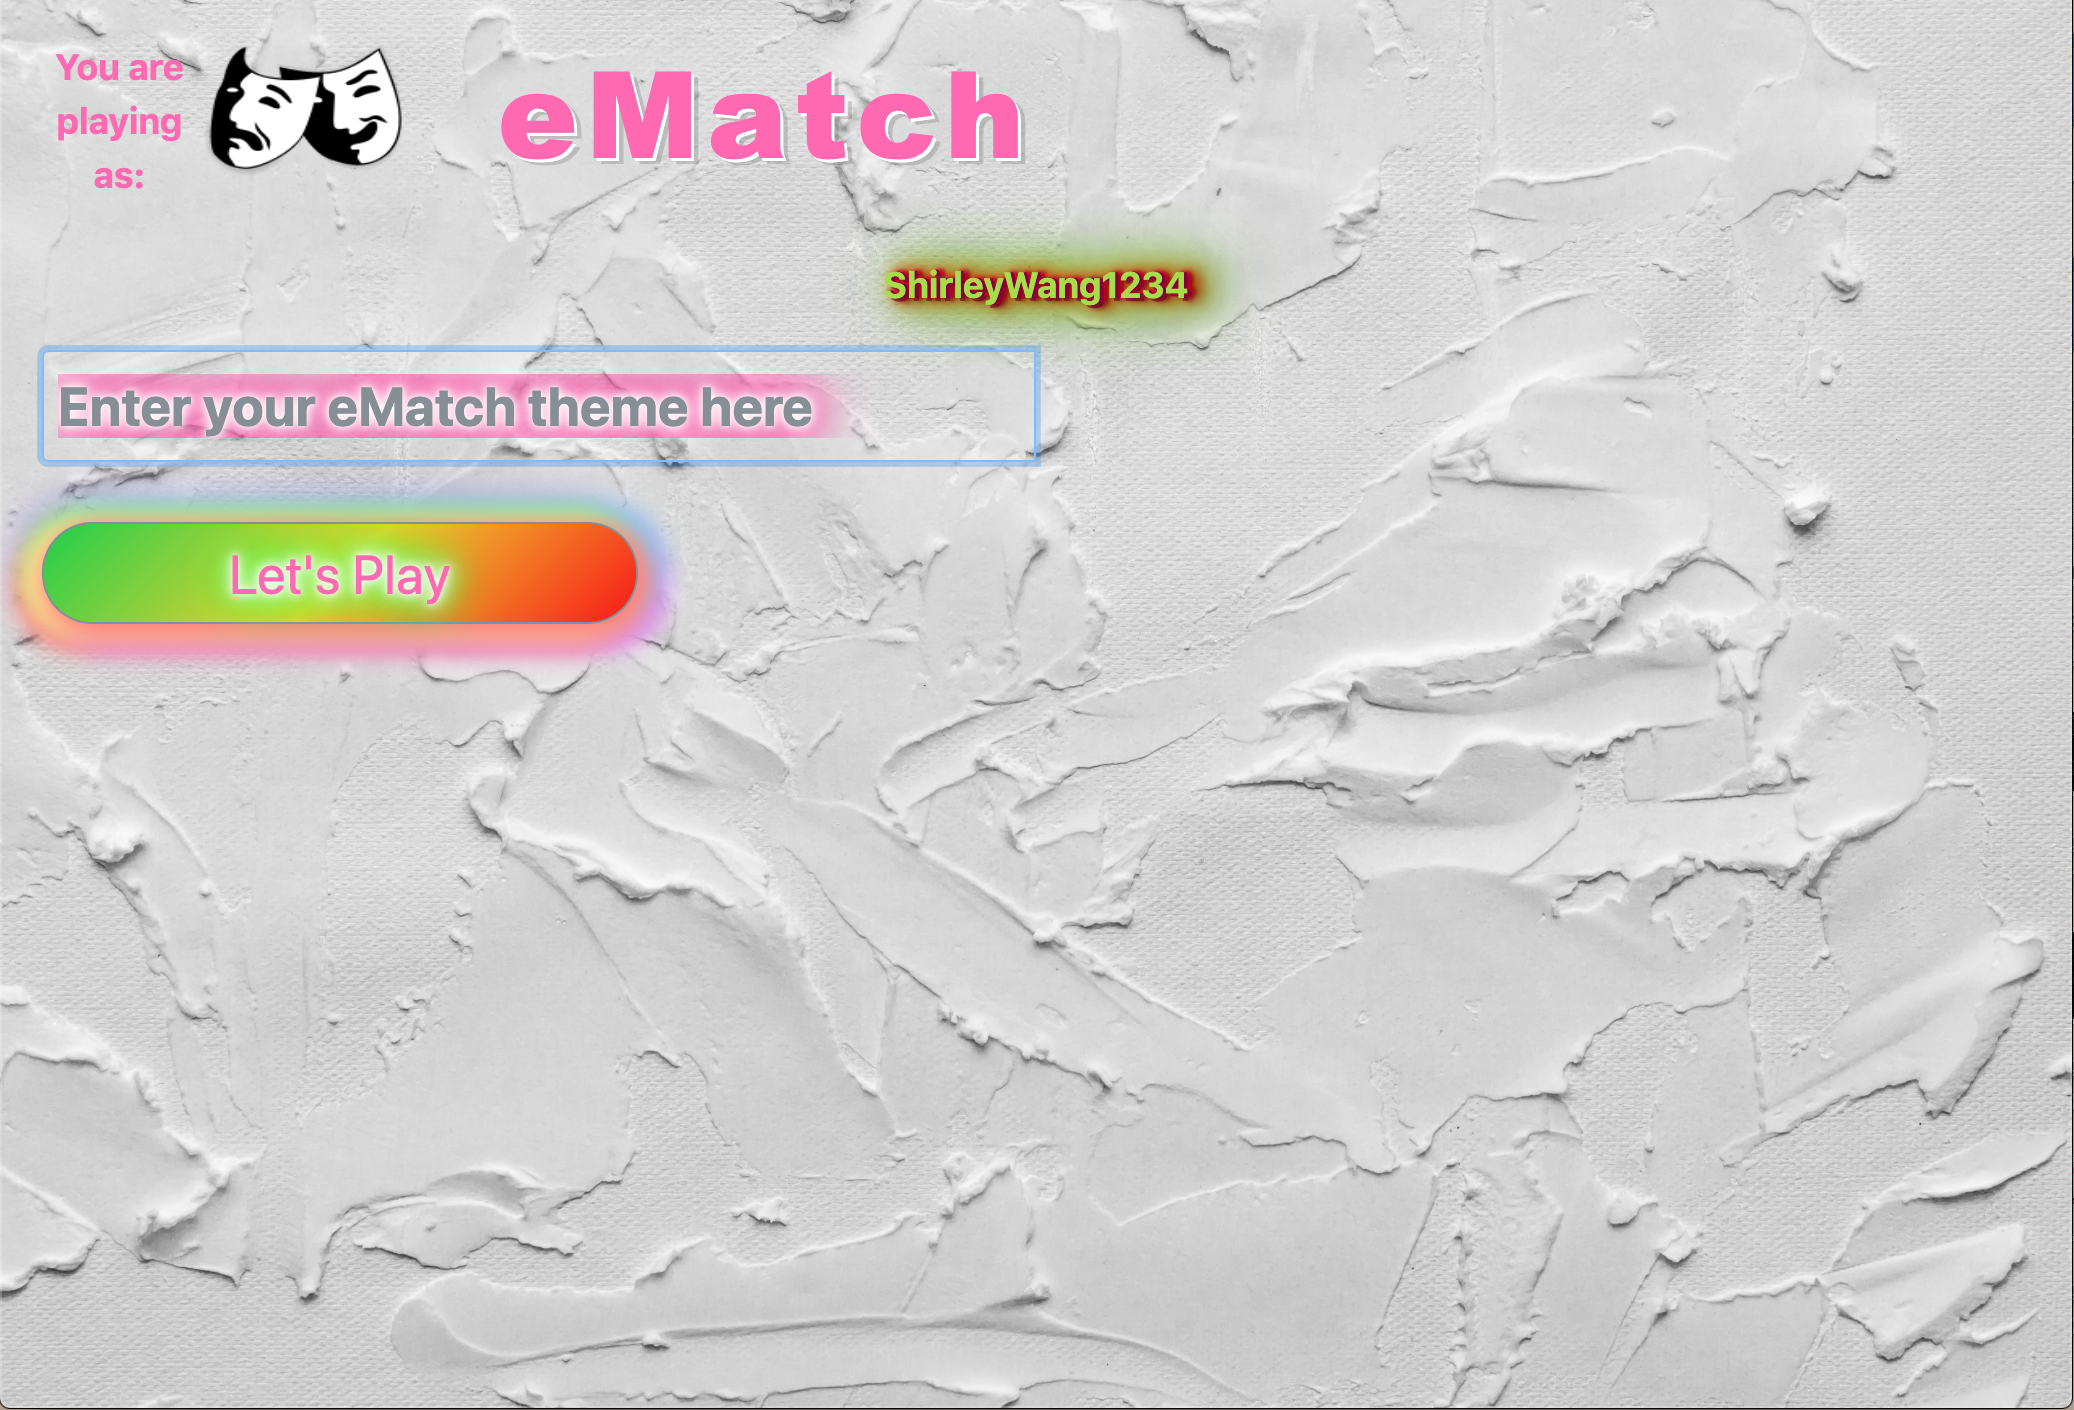 You are
playing
as:
eMatch
ShirleyWang1234
Enter your eMatch theme here
Let's Play